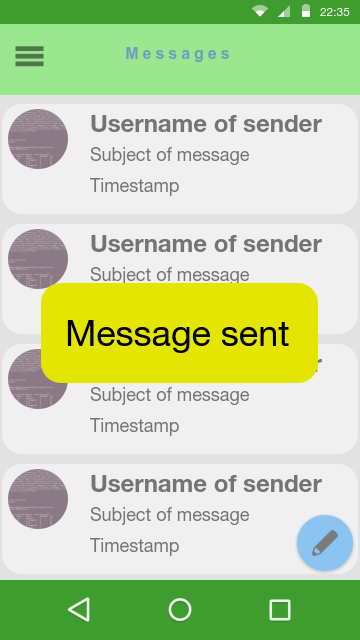 22:35
Messages
Username of sender
Subject of message
Timestamp
Username of sender
Subject of message
Message sent
Subject of message
Timestamp
Username of sender
Subject of message
Timestamp